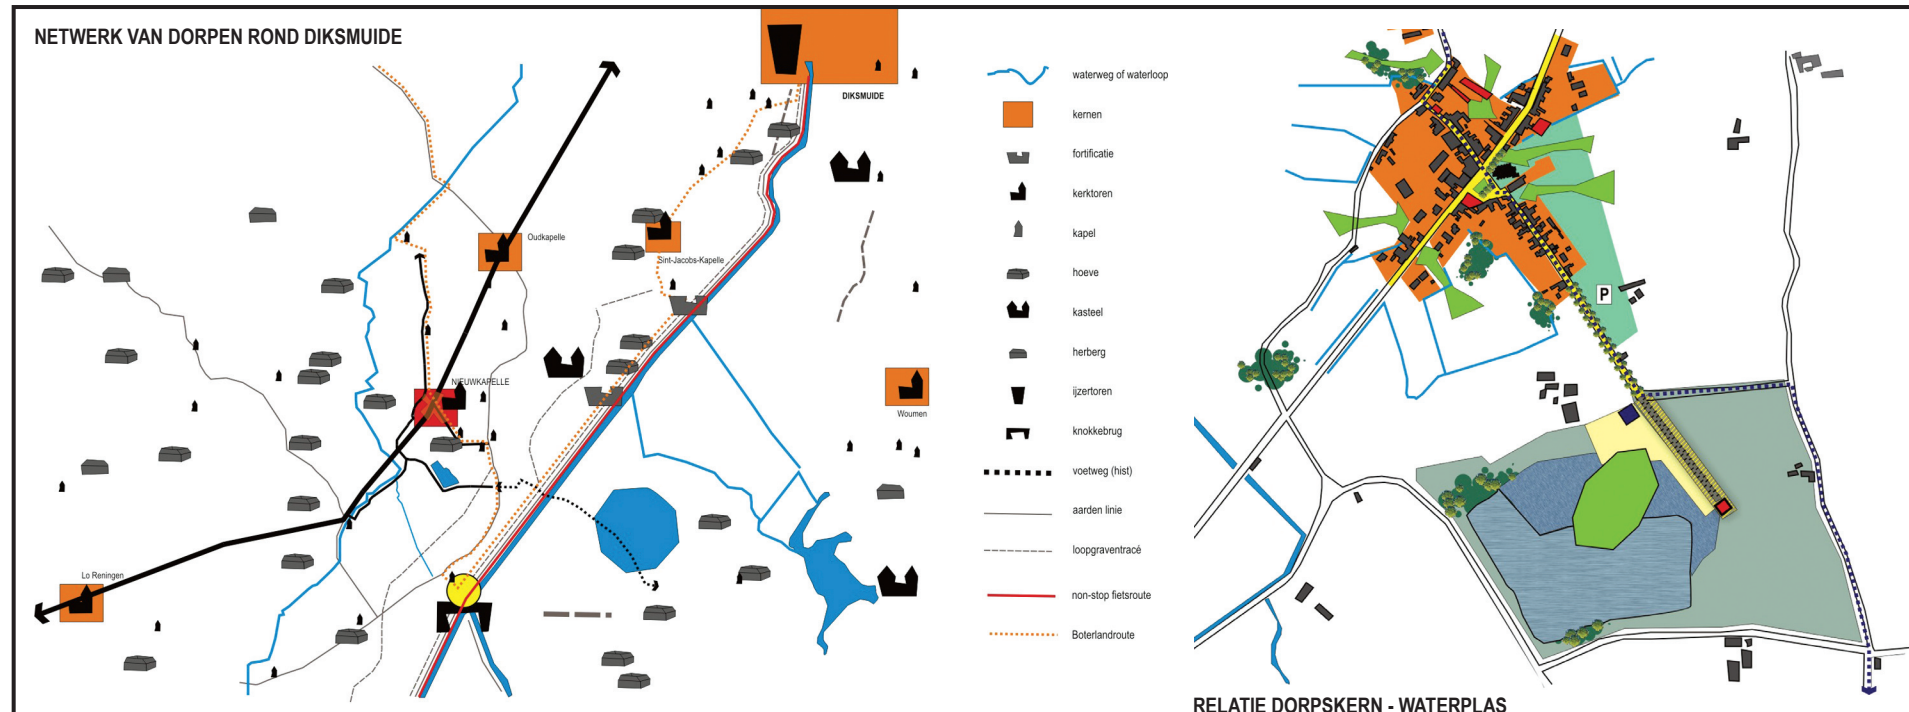 NETWERK VAN DORPEN ROND DIKSMUIDE
DIKSMUIDE
Oudkapelle
Sint-Jacobs-Kapelle
NIEUWKAPELLE
Woumen
Lo Reningen
waterweg of waterloop
kernen
fortificatie
kerktoren
kapel
hoeve
kasteel
herberg
ijzertoren
knokkebrug
voetweg (hist)
aarden linie
loopgraventracé
non-stop fietsroute
Boterlandroute
P
RELATIE DORPSKERN - WATERPLAS